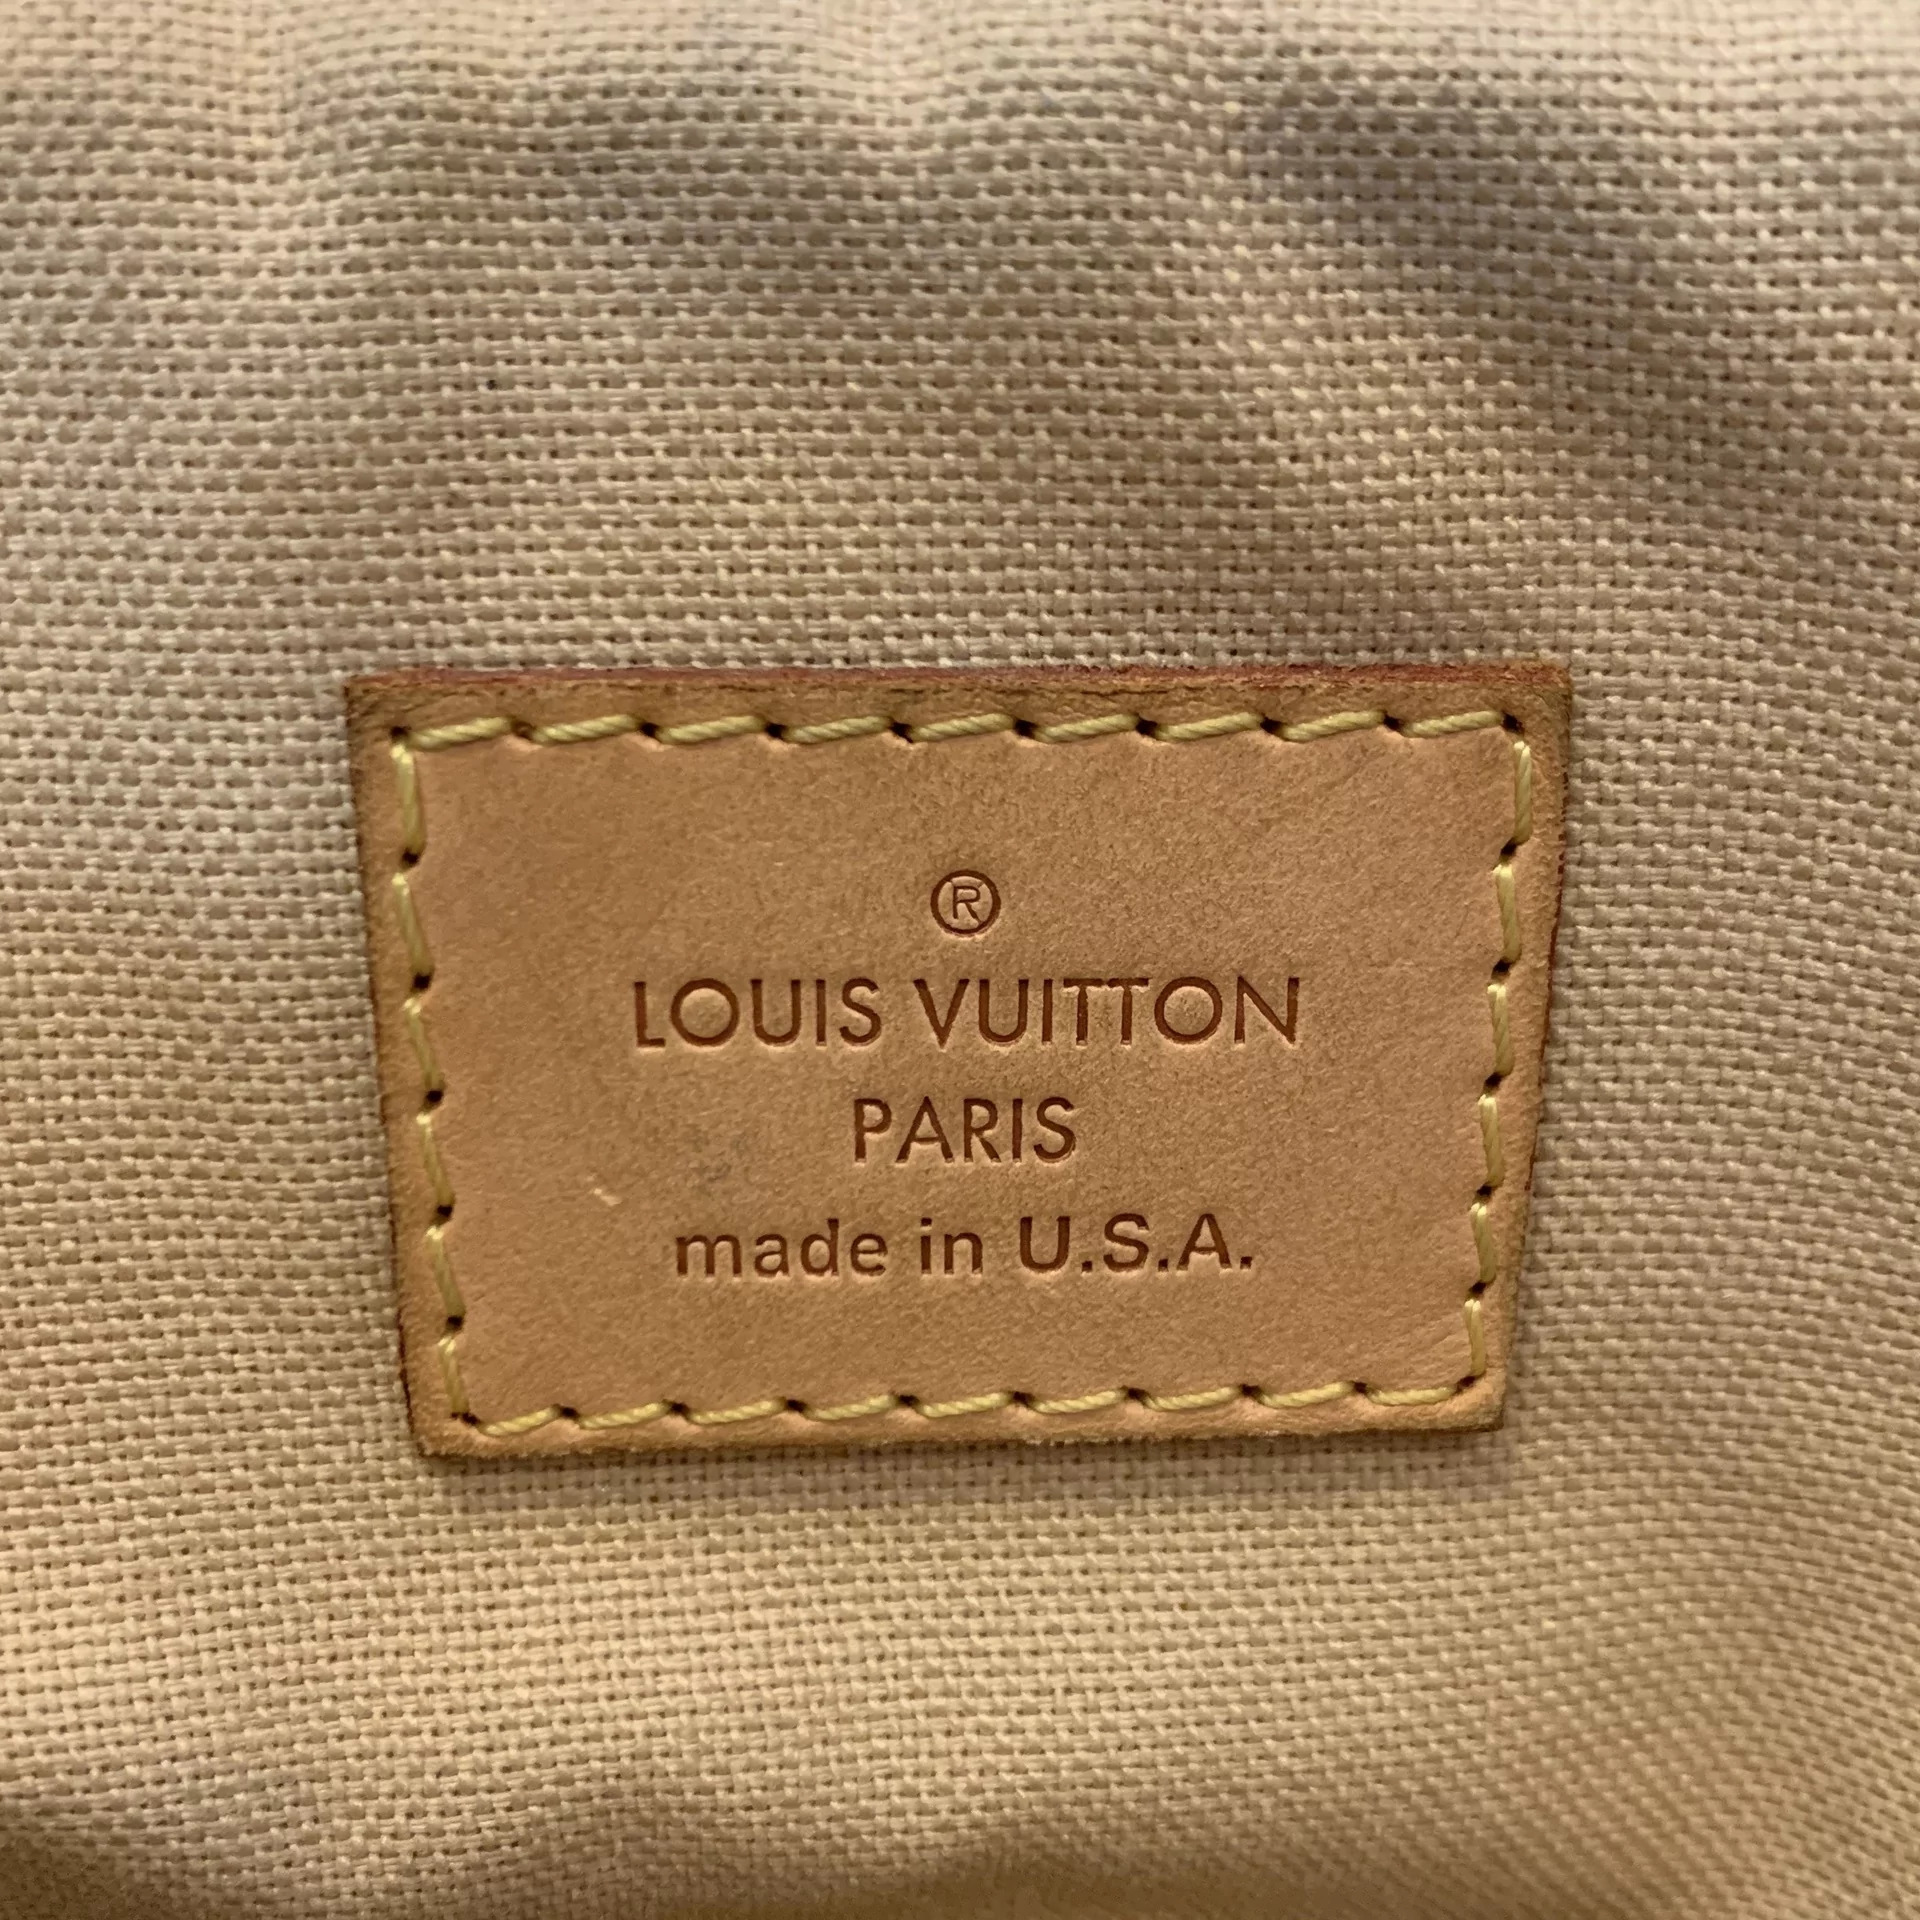 ®
LOUIS VUITTON
PARIS
made in U.S.A.